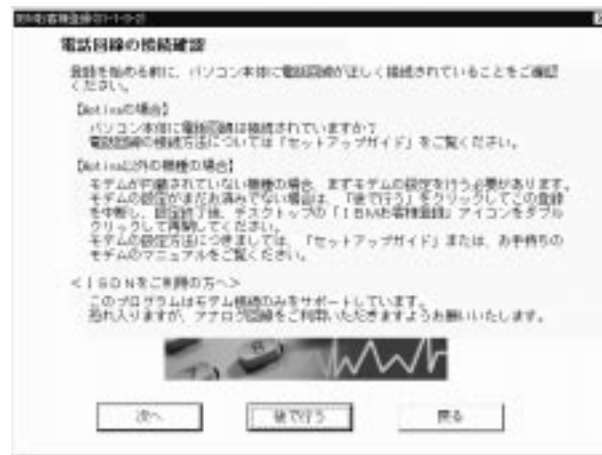 IBMお客様登録(1-1-3-2)
電話回線の接続確認
登録を始める前に、パソコン本体に電話回線が正しく接続されていることをご確認
ください。
【Aptivaの場合】
パソコン本体に電話回線は接続されていますか？
電話回線の接続方法については「セットアップガイド」をご覧ください。
【Aptiva以外の機種の場合】
モデムが内蔵されていない機種の場合、まずモデムの設定を行う必要があります。
モデムの設定がまだお済みでない場合は、「後で行う」をクリックしてこの登録
を中断し、設定終了後、デスクトップの「ＩＢＭお客様登録」アイコンをダブル
クリックして再開してください。
モデムの設定方法につきましては、「セットアップガイド」または、お手持ちの
モデムのマニュアルをご覧ください。
＜ＩＳＤＮをご利用の方へ＞
このプログラムはモデム接続のみをサポートしています。
恐れ入りますが、アナログ回線をご利用いただきますようお願いいたします。
次へ
後で行う
戻る